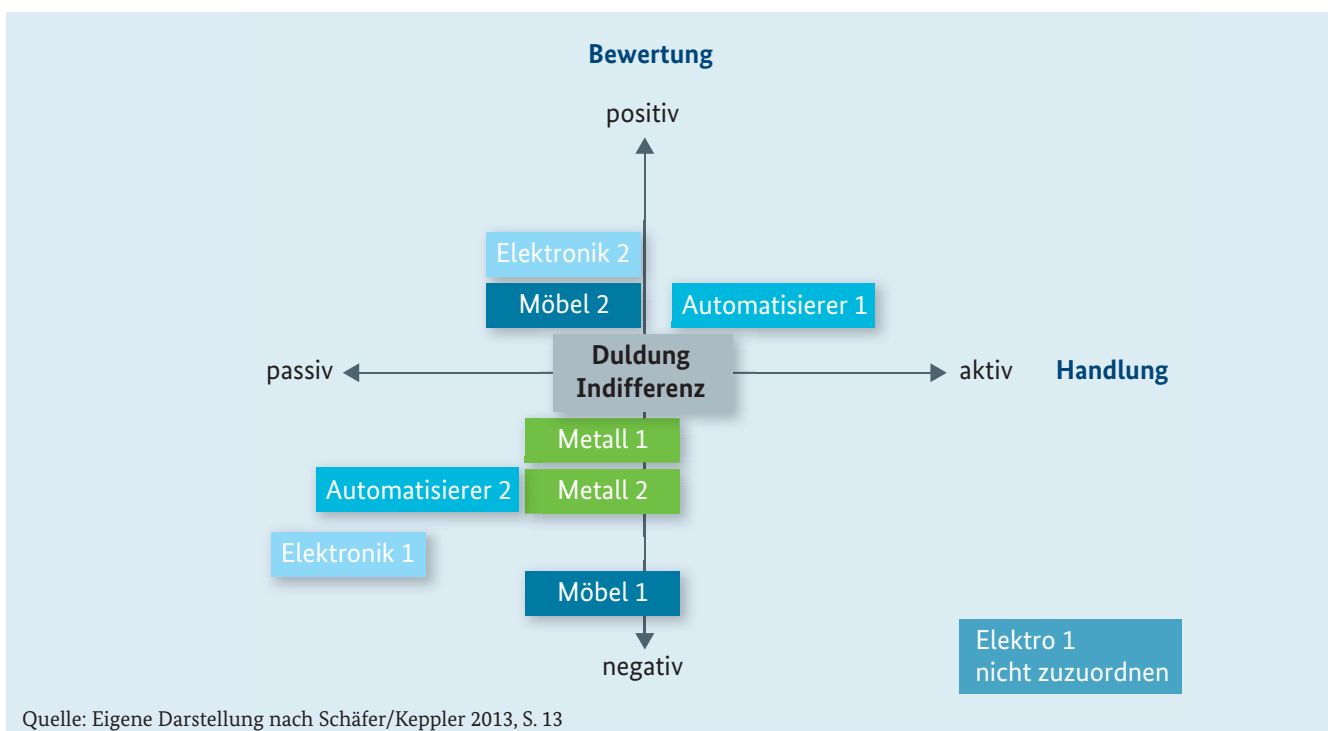 Bewertung
positiv
Elektronik 2
Möbel 2
Automatisierer 1
Duldung
Indifferenz
passiv
aktiv
Handlung
Metall 1
Automatisierer 2
Metall 2
Elektronik 1
Möbel 1
negativ
Elektro 1
nicht zuzuordnen
Quelle: Eigene Darstellung nach Schäfer/Keppler 2013, S. 13